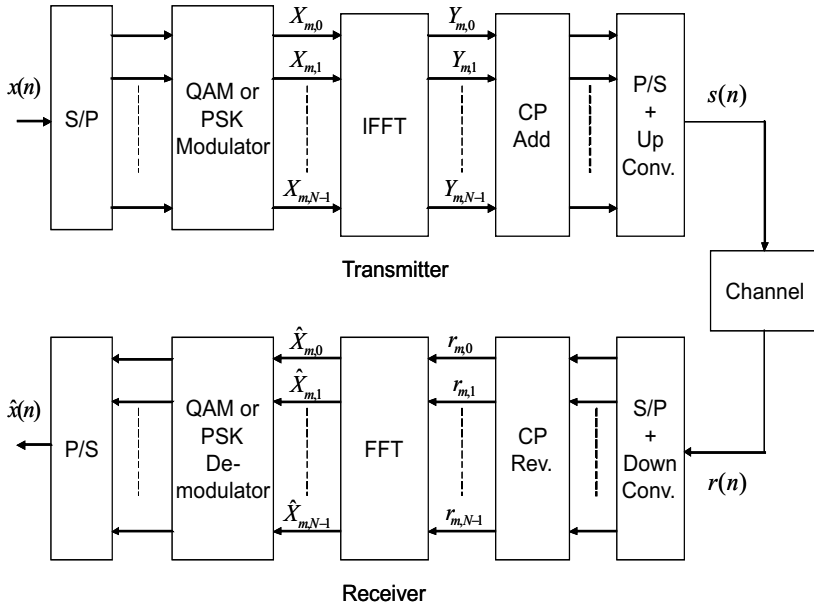 x(n)
S/P
QAM or
PSK
Modulator
X_{m,0}
X_{m,1}
X_{m,N-1}
IFFT
Y_{m,0}
Y_{m,1}
Y_{m,N-1}
CP
Add
P/S
+
Up
Conv.
s(n)
Transmitter
Channel
x̂(n)
P/S
QAM or
PSK
De-
modulator
X̂_{m,0}
X̂_{m,1}
X̂_{m,N-1}
FFT
r_{m,0}
r_{m,1}
r_{m,N-1}
CP
Rev.
S/P
+
Down
Conv.
r(n)
Receiver